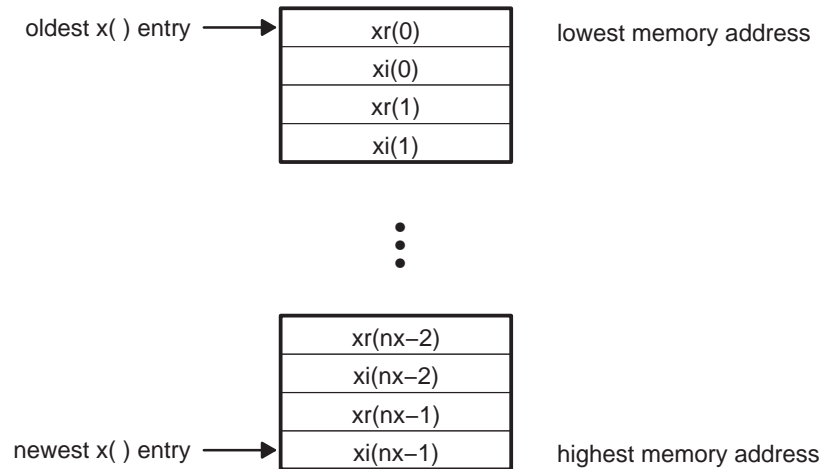 oldest x( ) entry xr(0) lowest memory address
xi(0)
xr(1)
xi(1)
xr(nx−2)
xi(nx−2)
xr(nx−1)
newest x( ) entry xi(nx−1) highest memory address